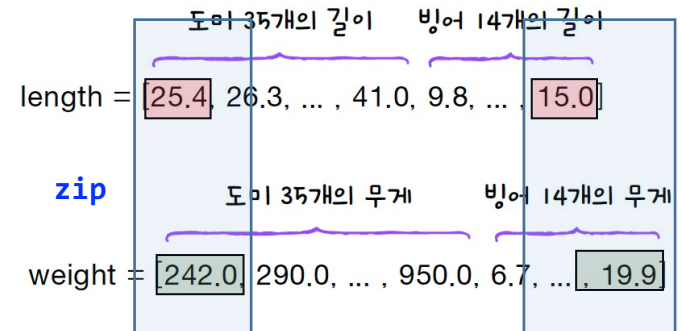 도미 35개의 길이 빙어 14개의 길이
length = [25.4, 26.3, ... , 41.0, 9.8, ... , 15.0]
zip
도미 35개의 무게 빙어 14개의 무게
weight = [242.0, 290.0, ... , 950.0, 6.7, ... , 19.9]